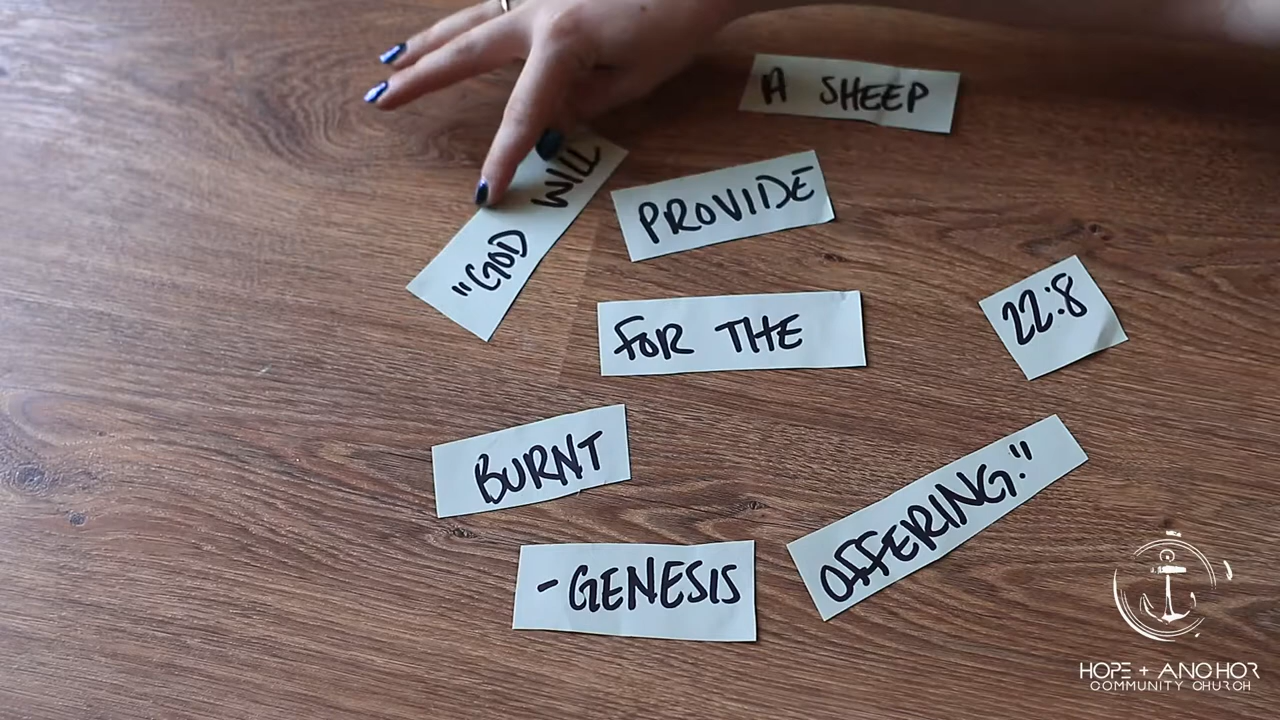 A SHEEP
"GOD WILL
PROVIDE
FOR THE
22:8
BURNT
OFFERING."
-GENESIS
HOPE + ANCHOR
COMMUNITY CHURCH